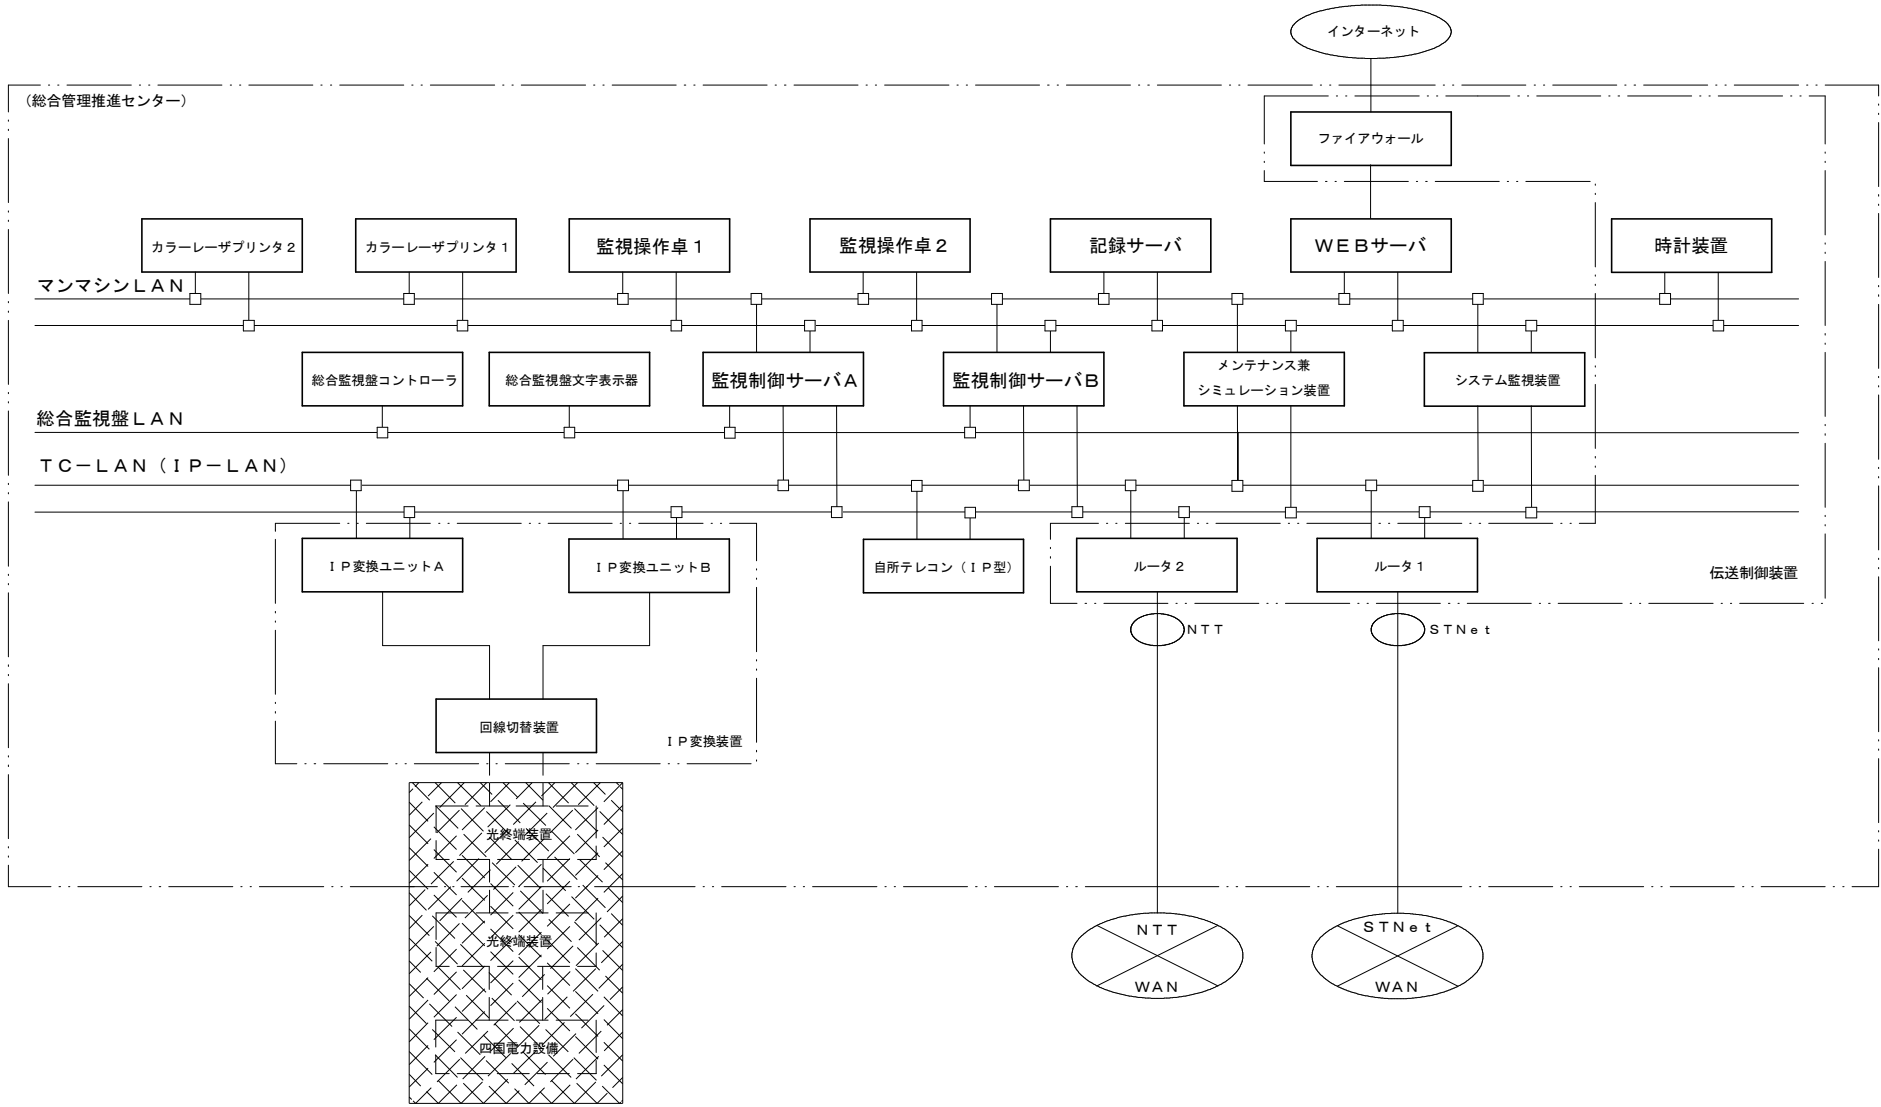 インターネット
(総合管理推進センター)
ファイアウォール
カラーレーザプリンタ2
カラーレーザプリンタ1
監視操作卓1
監視操作卓2
記録サーバ
WEBサーバ
時計装置
マンマシンLAN
総合監視盤コントローラ
総合監視盤文字表示器
監視制御サーバA
監視制御サーバB
メンテナンス兼
シミュレーション装置
システム監視装置
総合監視盤LAN
TC-LAN(IP-LAN)
IP変換ユニットA
IP変換ユニットB
自所テレコン(IP型)
ルータ2
ルータ1
伝送制御装置
NTT
STNet
回線切替装置
IP変換装置
光終端装置
光終端装置
NTT
WAN
STNet
WAN
四国電力設備